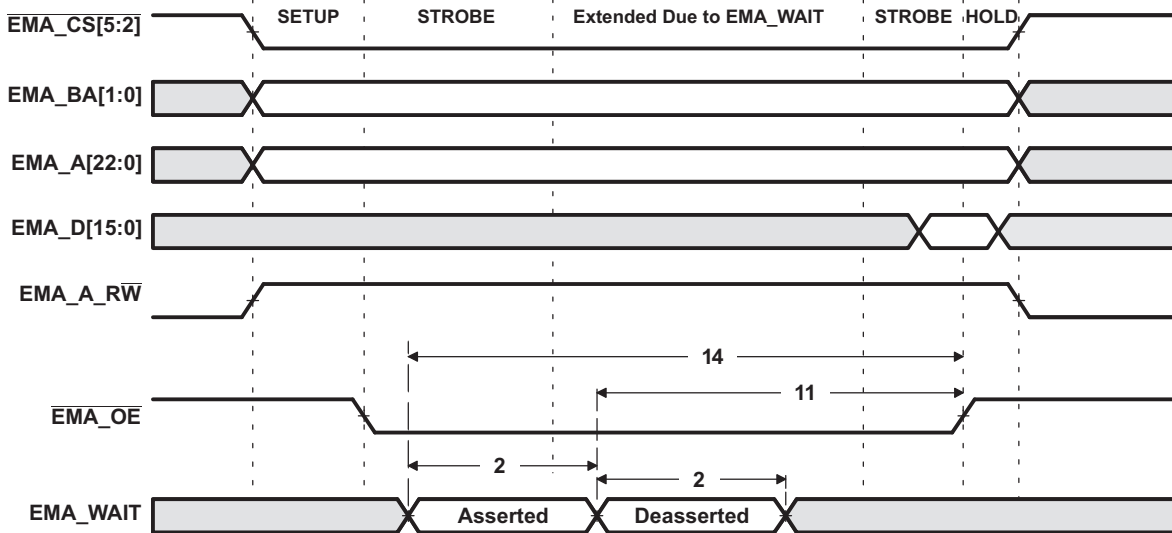 SETUP STROBE Extended Due to EMA_WAIT STROBE HOLD
EMA_CS[5:2]
EMA_BA[1:0]
EMA_A[22:0]
EMA_D[15:0]
EMA_A_RW
14
11
EMA_OE
2
2
EMA_WAIT Asserted Deasserted